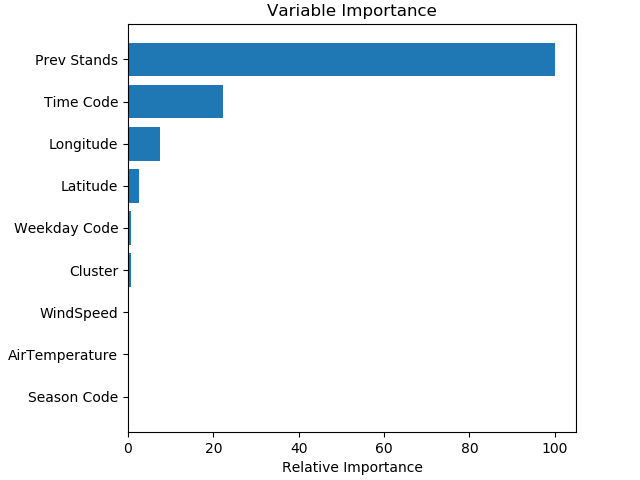 Variable Importance
Prev Stands
Time Code
Longitude
Latitude
Weekday Code
Cluster
WindSpeed
AirTemperature
Season Code
0 20 40 60 80 100
Relative Importance